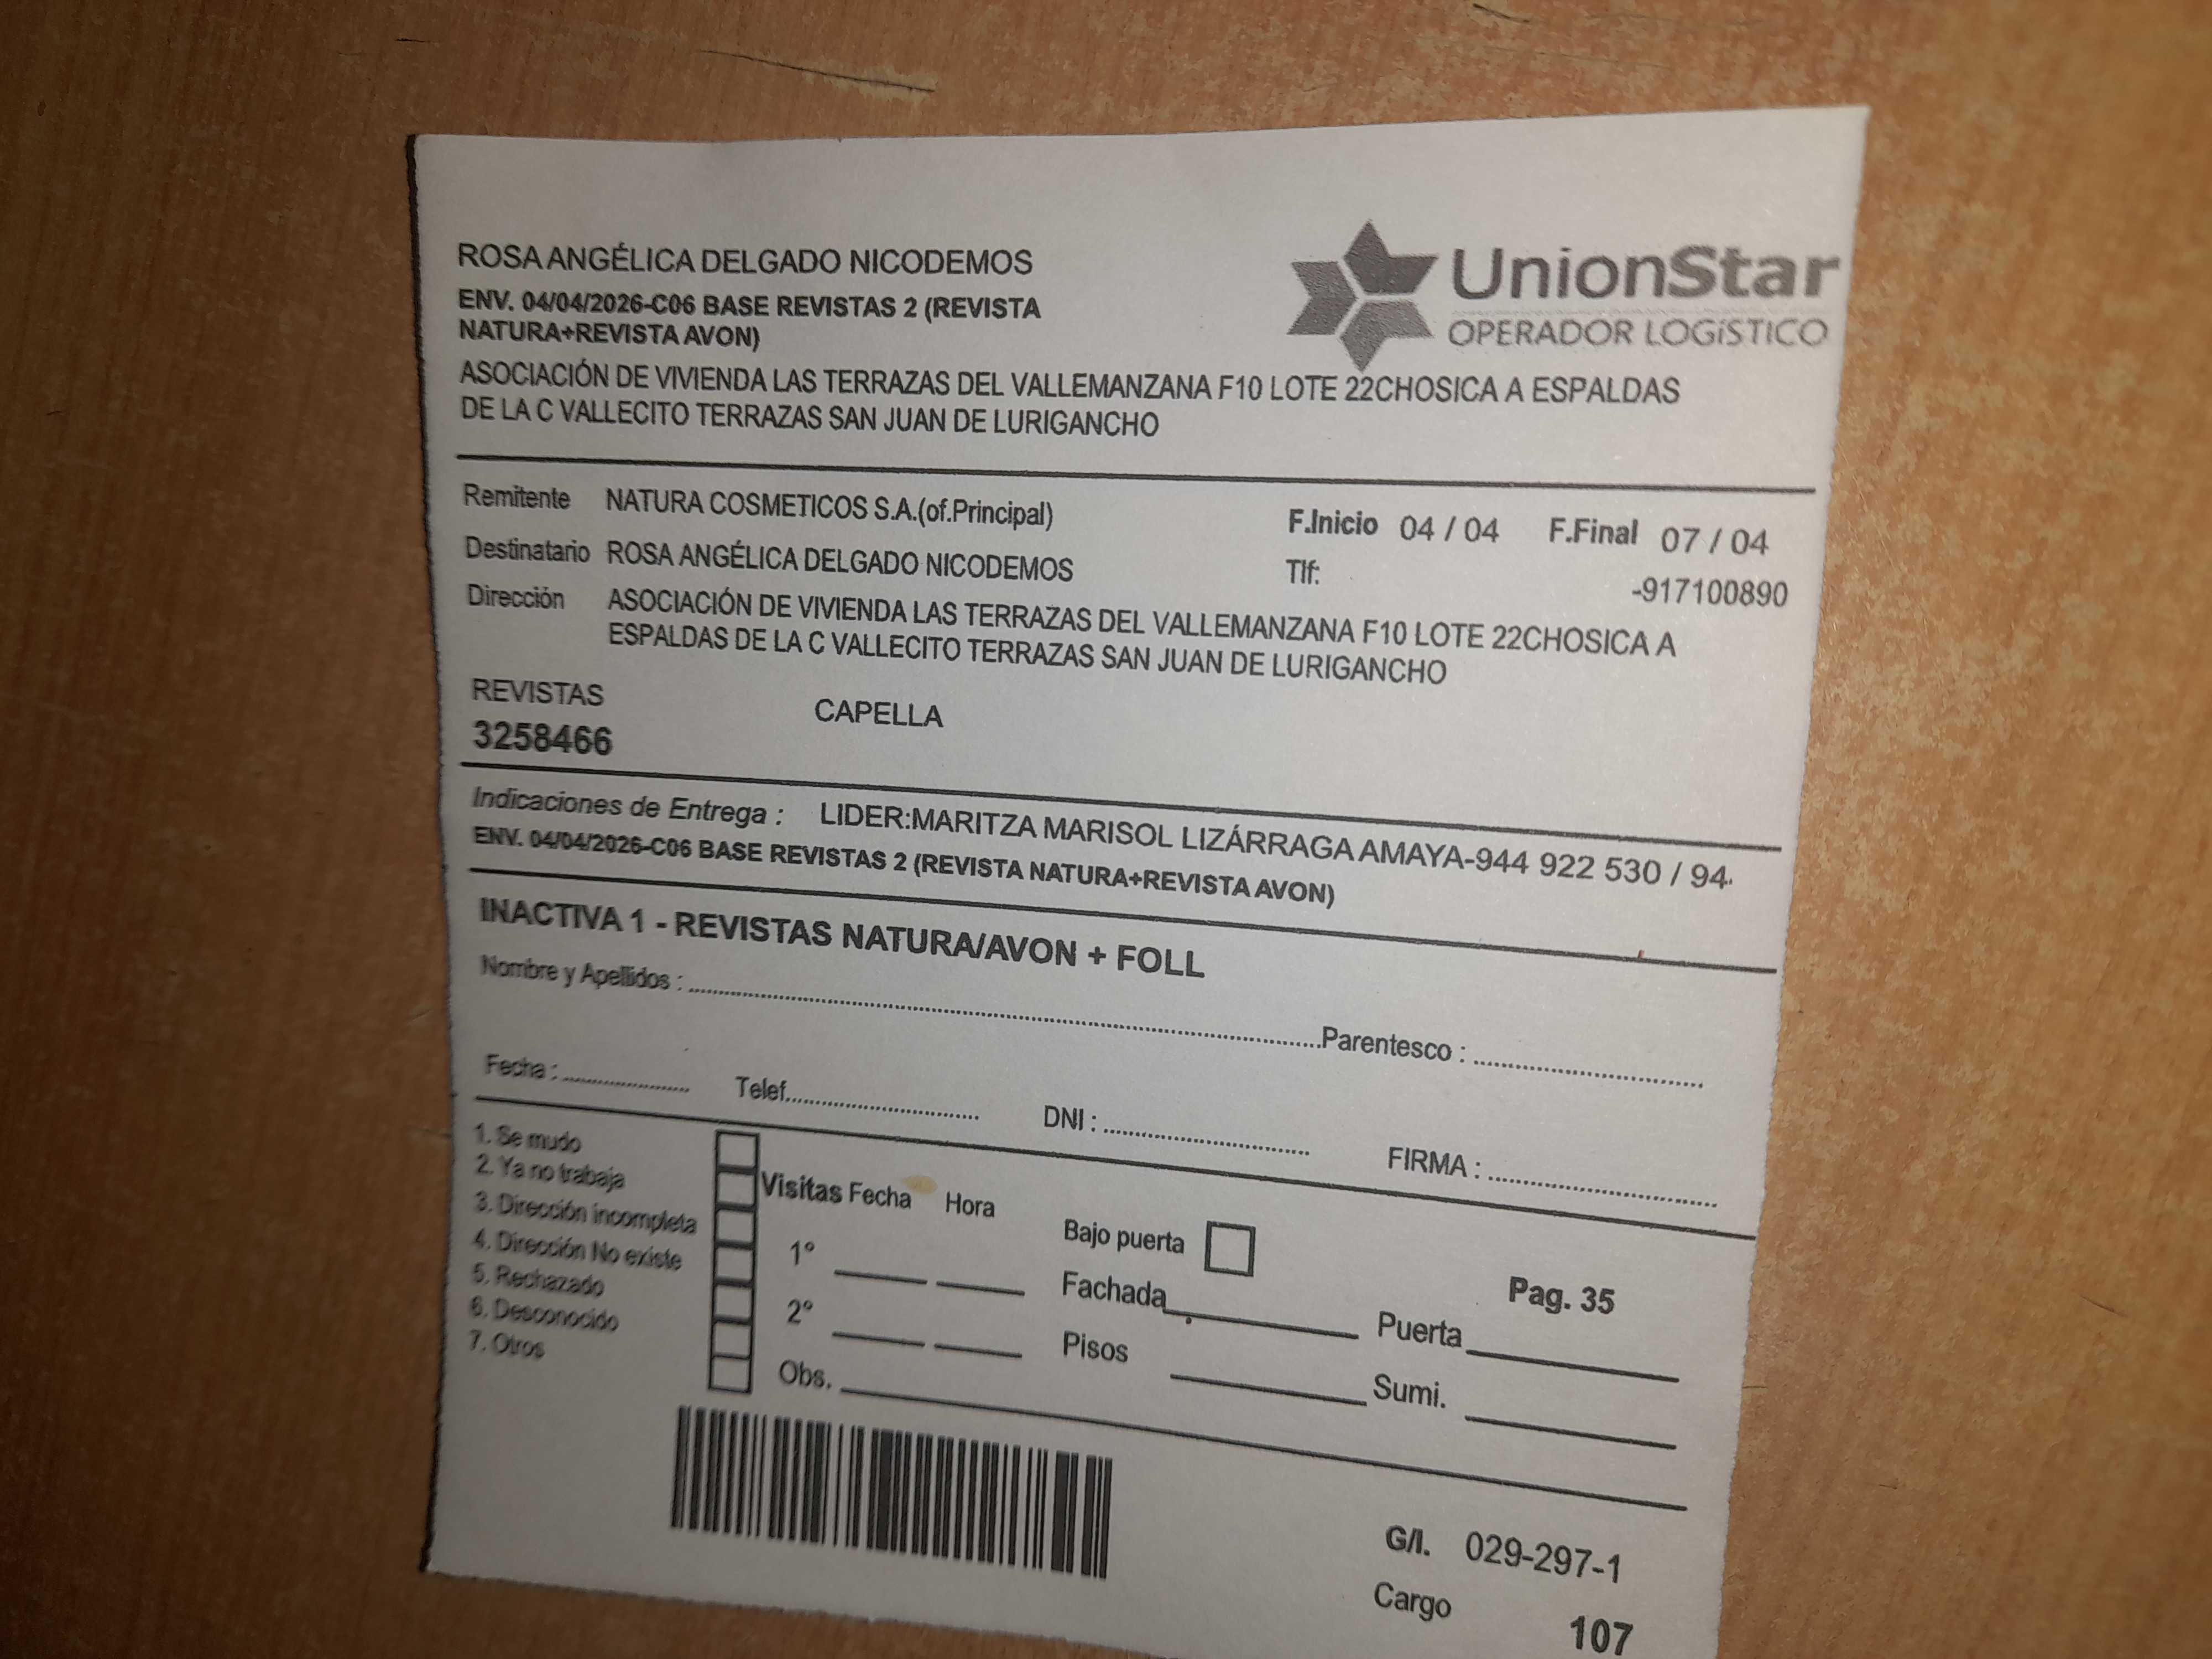 ROSA ANGÉLICA DELGADO NICODEMOS
ENV. 04/04/2026-C06 BASE REVISTAS 2 (REVISTA
NATURA+REVISTA AVON)
UnionStar
OPERADOR LOGíSTICO
ASOCIACIÓN DE VIVIENDA LAS TERRAZAS DEL VALLEMANZANA F10 LOTE 22CHOSICA A ESPALDAS
DE LA C VALLECITO TERRAZAS SAN JUAN DE LURIGANCHO
Remitente NATURA COSMETICOS S.A.(of.Principal)
F.Inicio 04 / 04 F.Final 07 / 04
Destinatario ROSA ANGÉLICA DELGADO NICODEMOS
Tlf: -917100890
Dirección ASOCIACIÓN DE VIVIENDA LAS TERRAZAS DEL VALLEMANZANA F10 LOTE 22CHOSICA A
ESPALDAS DE LA C VALLECITO TERRAZAS SAN JUAN DE LURIGANCHO
REVISTAS CAPELLA
3258466
Indicaciones de Entrega : LIDER:MARITZA MARISOL LIZÁRRAGA AMAYA-944 922 530 / 94
ENV. 04/04/2026-C06 BASE REVISTAS 2 (REVISTA NATURA+REVISTA AVON)
INACTIVA 1 - REVISTAS NATURA/AVON + FOLL
Nombre y Apellidos : Parentesco :
Fecha : Telef. DNI : FIRMA :
1. Se mudo
2. Ya no trabaja
3. Dirección incompleta
4. Dirección No existe
5. Rechazado
6. Desconocido
7. Otros
Visitas Fecha Hora
1°
2°
Obs.
Bajo puerta
Fachada
Pisos
Pag. 35
Puerta
Sumi.
G/I. 029-297-1
Cargo 107